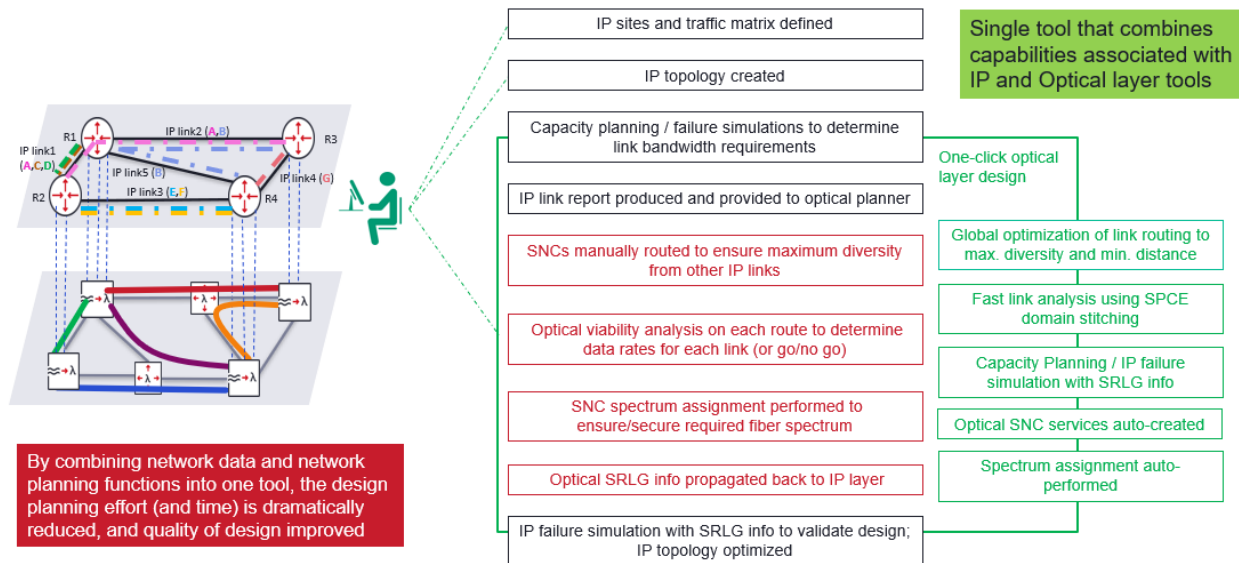 IP sites and traffic matrix defined
IP topology created
Capacity planning / failure simulations to determine
link bandwidth requirements
IP link report produced and provided to optical planner
SNCs manually routed to ensure maximum diversity
from other IP links
Optical viability analysis on each route to determine
data rates for each link (or go/no go)
SNC spectrum assignment performed to
ensure/secure required fiber spectrum
Optical SRLG info propagated back to IP layer
IP failure simulation with SRLG info to validate design;
IP topology optimized
Single tool that combines
capabilities associated with
IP and Optical layer tools
One-click optical
layer design
Global optimization of link routing to
max. diversity and min. distance
Fast link analysis using SPCE
domain stitching
Capacity Planning / IP failure
simulation with SRLG info
Optical SNC services auto-created
Spectrum assignment auto-
performed
R1
IP link2 (A,B)
R3
IP link1
(A,C,D)
IP link5 (B)
IP link4 (G)
R2
IP link3 (E,F)
R4
λ
λ
λ
λ
λ
λ
By combining network data and network
planning functions into one tool, the design
planning effort (and time) is dramatically
reduced, and quality of design improved